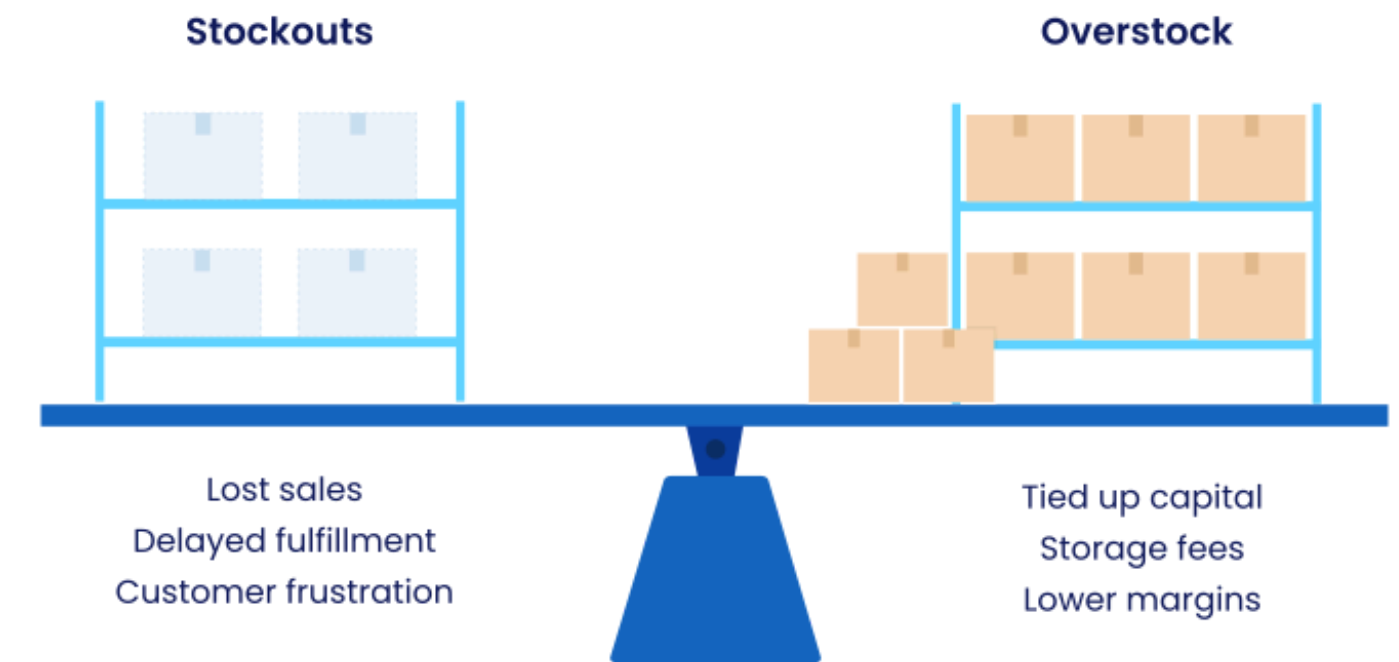 Stockouts
Overstock
Lost sales
Delayed fulfillment
Customer frustration
Tied up capital
Storage fees
Lower margins